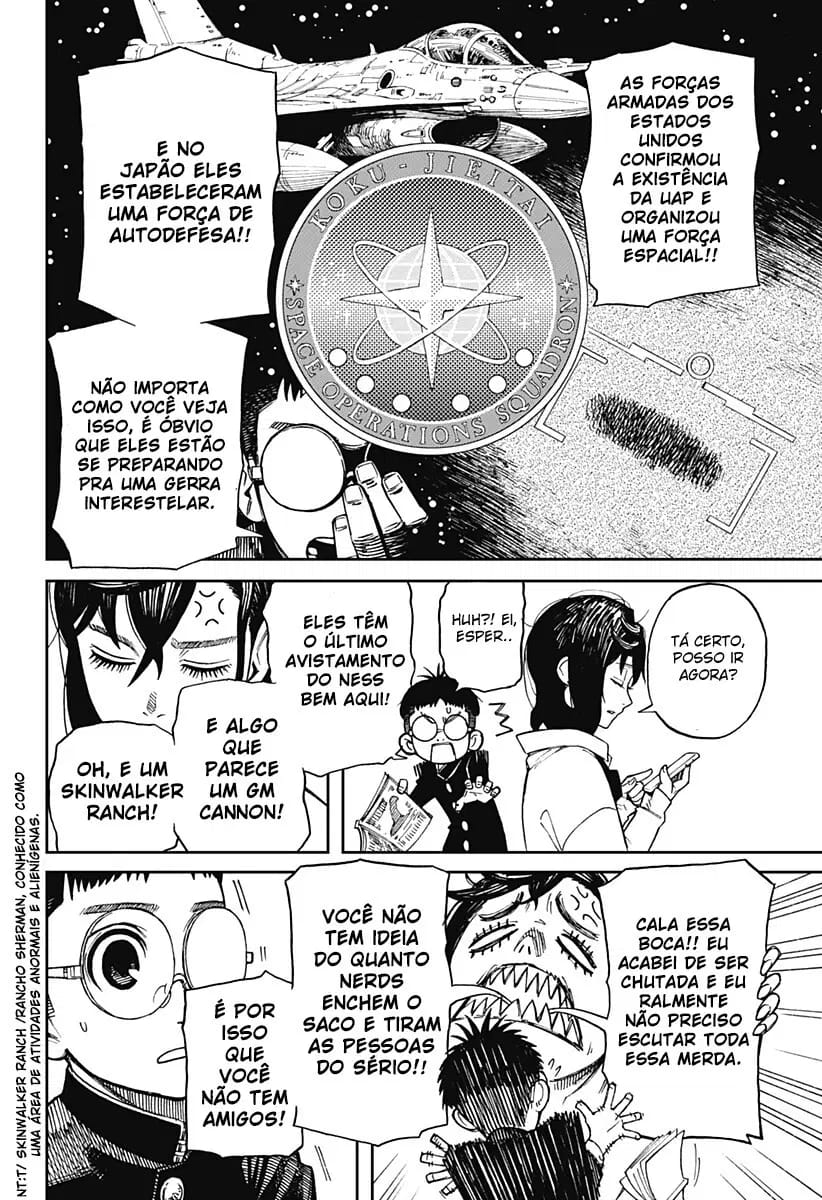 AS FORÇAS
ARMADAS DOS
ESTADOS
UNIDOS
CONFIRMOU
A EXISTÊNCIA
DA UAP E
ORGANIZOU
UMA FORÇA
ESPACIAL!!
E NO
JAPÃO ELES
ESTABELECERAM
UMA FORÇA DE
AUTODEFESA!!
KOKU - JIEITAI
SPACE OPERATIONS SQUADRON
NÃO IMPORTA
COMO VOCÊ VEJA
ISSO, É ÓBVIO
QUE ELES ESTÃO
SE PREPARANDO
PRA UMA GERRA
INTERESTELAR.
TÁ CERTO,
POSSO IR
AGORA?
HUH?! EI,
ESPER..
ELES TÊM
O ÚLTIMO
AVISTAMENTO
DO NESS
BEM AQUI!
E ALGO
QUE
PARECE
UM GM
CANNON!
OH, E UM
SKINWALKER
RANCH!
CALA ESSA
BOCA!! EU
ACABEI DE SER
CHUTADA E EU
RALMENTE
NÃO PRECISO
ESCUTAR TODA
ESSA MERDA.
VOCÊ NÃO
TEM IDEIA
DO QUANTO
NERDS
ENCHEM O
SACO E TIRAM
AS PESSOAS
DO SÉRIO!!
É POR
ISSO QUE
VOCÊ
NÃO TEM
AMIGOS!
NT:T/ SKINWALKER RANCH /RANCHO SHERMAN, CONHECIDO COMO
UMA ÁREA DE ATIVIDADES ANORMAIS E ALIENÍGENAS.